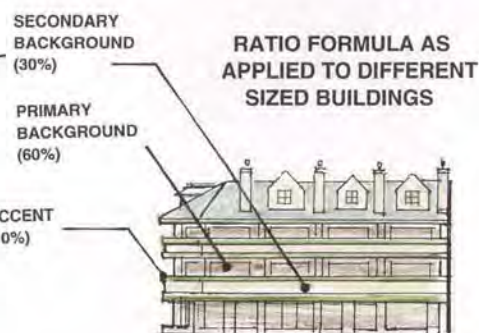 SECONDARY
BACKGROUND
(30%)
RATIO FORMULA AS
APPLIED TO DIFFERENT
SIZED BUILDINGS
PRIMARY
BACKGROUND
(60%)
CCENT
0%)